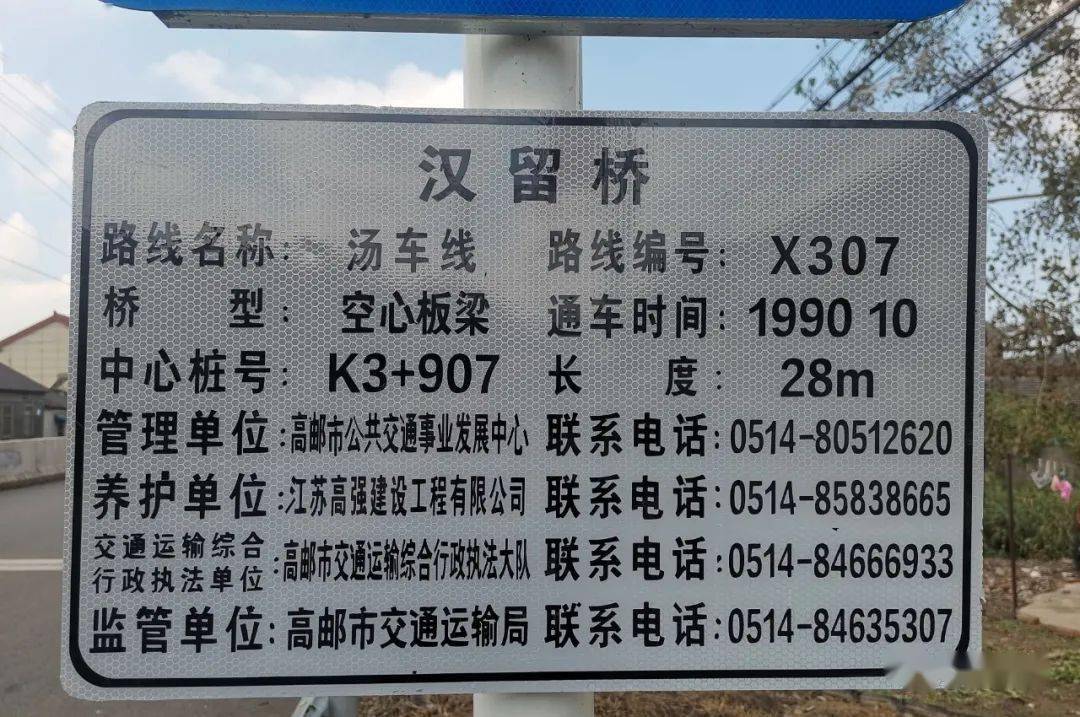 汉留桥
路线名称: 汤车线 路线编号: X307
桥 型: 空心板梁 通车时间: 1990 10
中心桩号: K3+907 长 度: 28m
管理单位:高邮市公共交通事业发展中心 联系电话:0514-80512620
养护单位:江苏高强建设工程有限公司 联系电话:0514-85838665
交通运输综合
行政执法单位:高邮市交通运输综合行政执法大队 联系电话:0514-84666933
监管单位:高邮市交通运输局 联系电话:0514-84635307